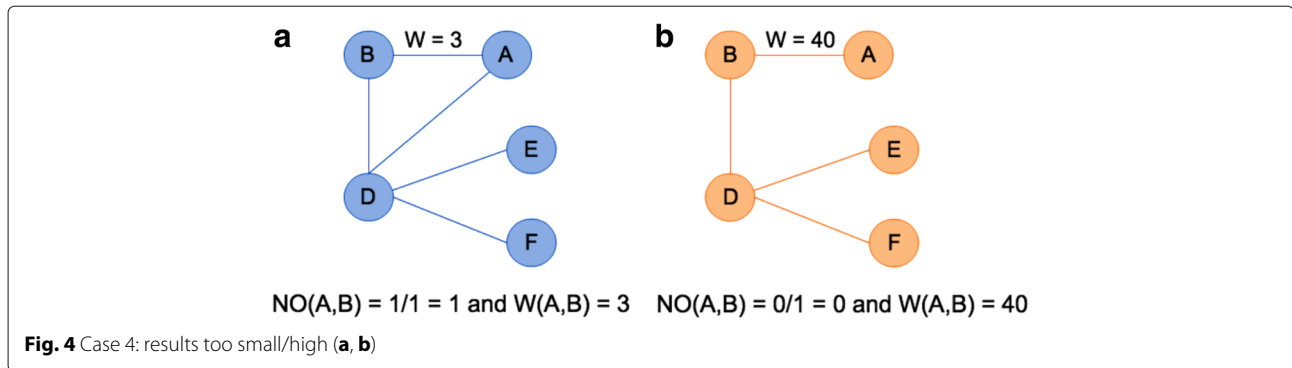 a
B W = 3 A
E
D
F
NO(A,B) = 1/1 = 1 and W(A,B) = 3
b
B W = 40 A
E
D
F
NO(A,B) = 0/1 = 0 and W(A,B) = 40
Fig. 4 Case 4: results too small/high (a, b)